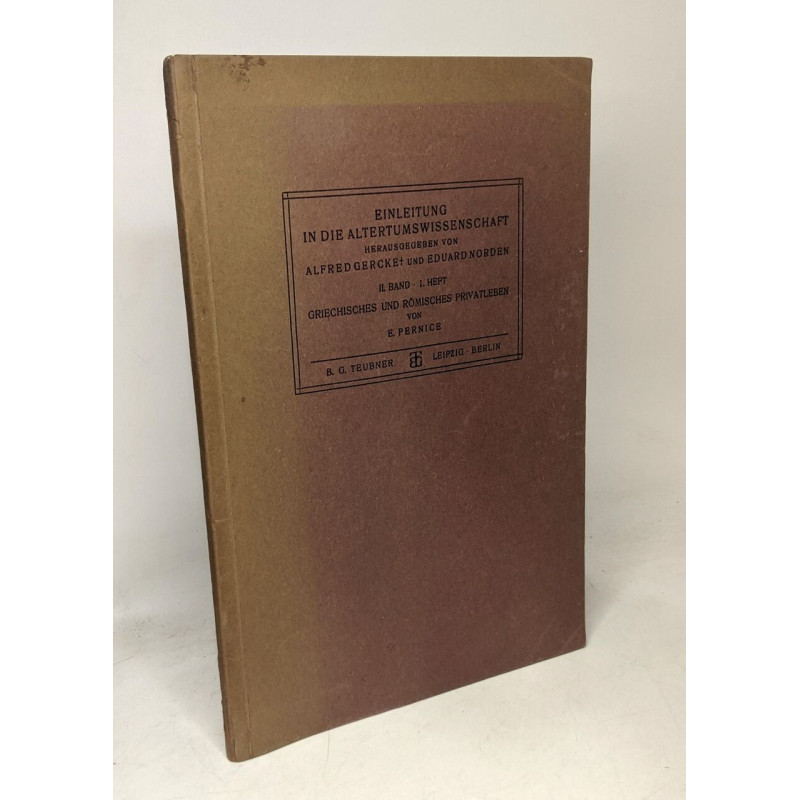 EINLEITUNG
IN DIE ALTERTUMSWISSENSCHAFT
HERAUSGEGEBEN VON
ALFRED GERCKE† UND EDUARD NORDEN
II. BAND · 1. HEFT
GRIECHISCHES UND RÖMISCHES PRIVATLEBEN
VON
E. PERNICE
B. G. TEUBNER BGT LEIPZIG · BERLIN